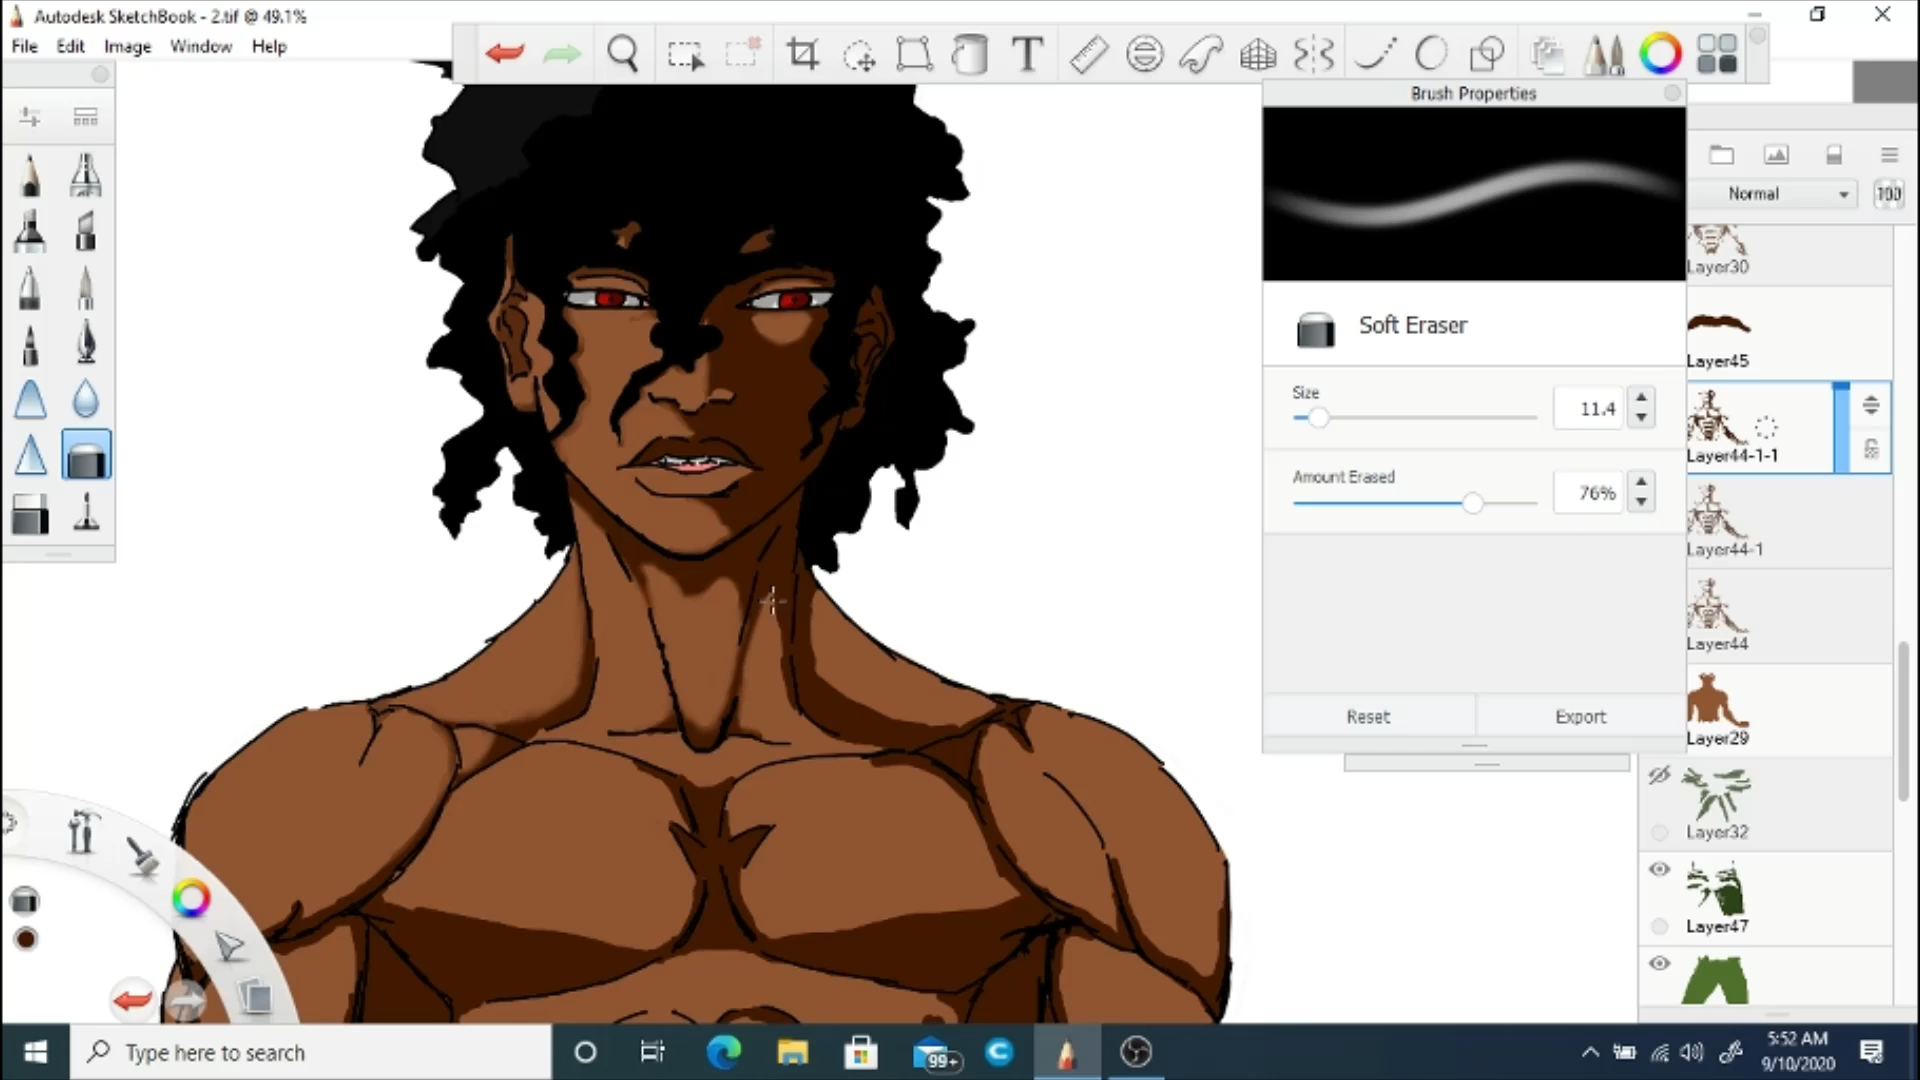 Autodesk SketchBook - 2.tif @ 49.1%
File Edit Image Window Help
T
Brush Properties
Normal 100
Layer30
Soft Eraser
Layer45
Size
11.4
Layer44-1-1
Amount Erased
76%
Layer44-1
Layer44
Reset Export
Layer29
Layer32
Layer47
Type here to search
99+
5:52 AM
9/10/2020